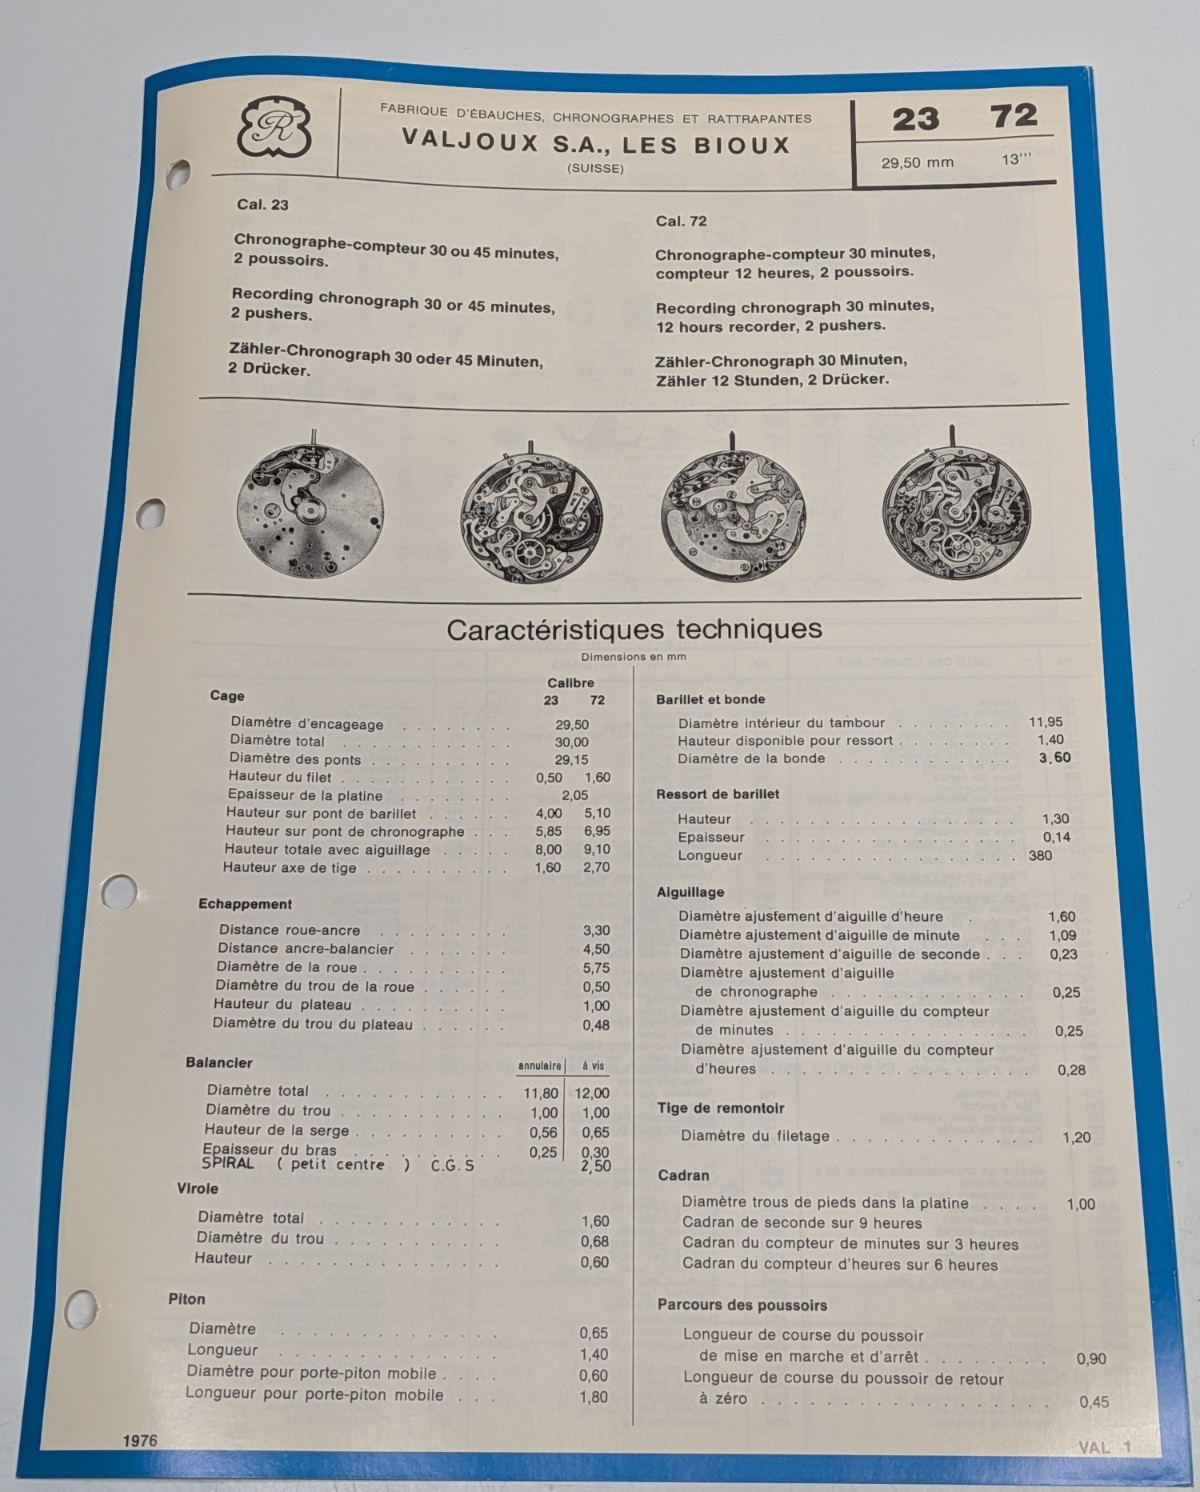 R
FABRIQUE D'ÉBAUCHES, CHRONOGRAPHES ET RATTRAPANTES
VALJOUX S.A., LES BIOUX
(SUISSE)
23 72
29,50 mm 13'''
Cal. 23
Chronographe-compteur 30 ou 45 minutes,
2 poussoirs.
Recording chronograph 30 or 45 minutes,
2 pushers.
Zähler-Chronograph 30 oder 45 Minuten,
2 Drücker.
Cal. 72
Chronographe-compteur 30 minutes,
compteur 12 heures, 2 poussoirs.
Recording chronograph 30 minutes,
12 hours recorder, 2 pushers.
Zähler-Chronograph 30 Minuten,
Zähler 12 Stunden, 2 Drücker.
Caractéristiques techniques
Dimensions en mm
Calibre
Cage 23 72
Diamètre d'encageage . . . . . . . 29,50
Diamètre total . . . . . . . . . . 30,00
Diamètre des ponts . . . . . . . . . 29,15
Hauteur du filet . . . . . . . . . . . 0,50 1,60
Epaisseur de la platine . . . . . . . 2,05
Hauteur sur pont de barillet . . . . . . 4,00 5,10
Hauteur sur pont de chronographe . . . 5,85 6,95
Hauteur totale avec aiguillage . . . . . 8,00 9,10
Hauteur axe de tige . . . . . . . . . . 1,60 2,70
Echappement
Distance roue-ancre . . . . . . . . 3,30
Distance ancre-balancier . . . . . . 4,50
Diamètre de la roue . . . . . . . . . . 5,75
Diamètre du trou de la roue . . . . . . 0,50
Hauteur du plateau . . . . . . . . . . 1,00
Diamètre du trou du plateau . . . . . . 0,48
Balancier annulaire à vis
Diamètre total . . . . . . . . . . . 11,80 12,00
Diamètre du trou . . . . . . . . . . 1,00 1,00
Hauteur de la serge . . . . . . . . . . 0,56 0,65
Epaisseur du bras . . . . . . . . . . 0,25 0,30
SPIRAL ( petit centre ) C.G.S 2,50
Virole
Diamètre total . . . . . . . . . . . 1,60
Diamètre du trou . . . . . . . . . . . 0,68
Hauteur . . . . . . . . . . . . . 0,60
Piton
Diamètre . . . . . . . . . . . . . 0,65
Longueur . . . . . . . . . . . . . 1,40
Diamètre pour porte-piton mobile . . . . 0,60
Longueur pour porte-piton mobile . . . 1,80
Barillet et bonde
Diamètre intérieur du tambour . . . . . . . . 11,95
Hauteur disponible pour ressort . . . . . . . . 1,40
Diamètre de la bonde . . . . . . . . . . . . 3,60
Ressort de barillet
Hauteur . . . . . . . . . . . . . . . . . . 1,30
Epaisseur . . . . . . . . . . . . . . . . . 0,14
Longueur . . . . . . . . . . . . . . . . . 380
Aiguillage
Diamètre ajustement d'aiguille d'heure . 1,60
Diamètre ajustement d'aiguille de minute . . . 1,09
Diamètre ajustement d'aiguille de seconde . . . 0,23
Diamètre ajustement d'aiguille
de chronographe . . . . . . . . . . . . 0,25
Diamètre ajustement d'aiguille du compteur
de minutes . . . . . . . . . . . . . . . 0,25
Diamètre ajustement d'aiguille du compteur
d'heures . . . . . . . . . . . . . . . . 0,28
Tige de remontoir
Diamètre du filetage . . . . . . . . . . . . . 1,20
Cadran
Diamètre trous de pieds dans la platine . . . . 1,00
Cadran de seconde sur 9 heures
Cadran du compteur de minutes sur 3 heures
Cadran du compteur d'heures sur 6 heures
Parcours des poussoirs
Longueur de course du poussoir
de mise en marche et d'arrêt . . . . . . . . 0,90
Longueur de course du poussoir de retour
à zéro . . . . . . . . . . . . . . . . . . 0,45
1976
VAL 1